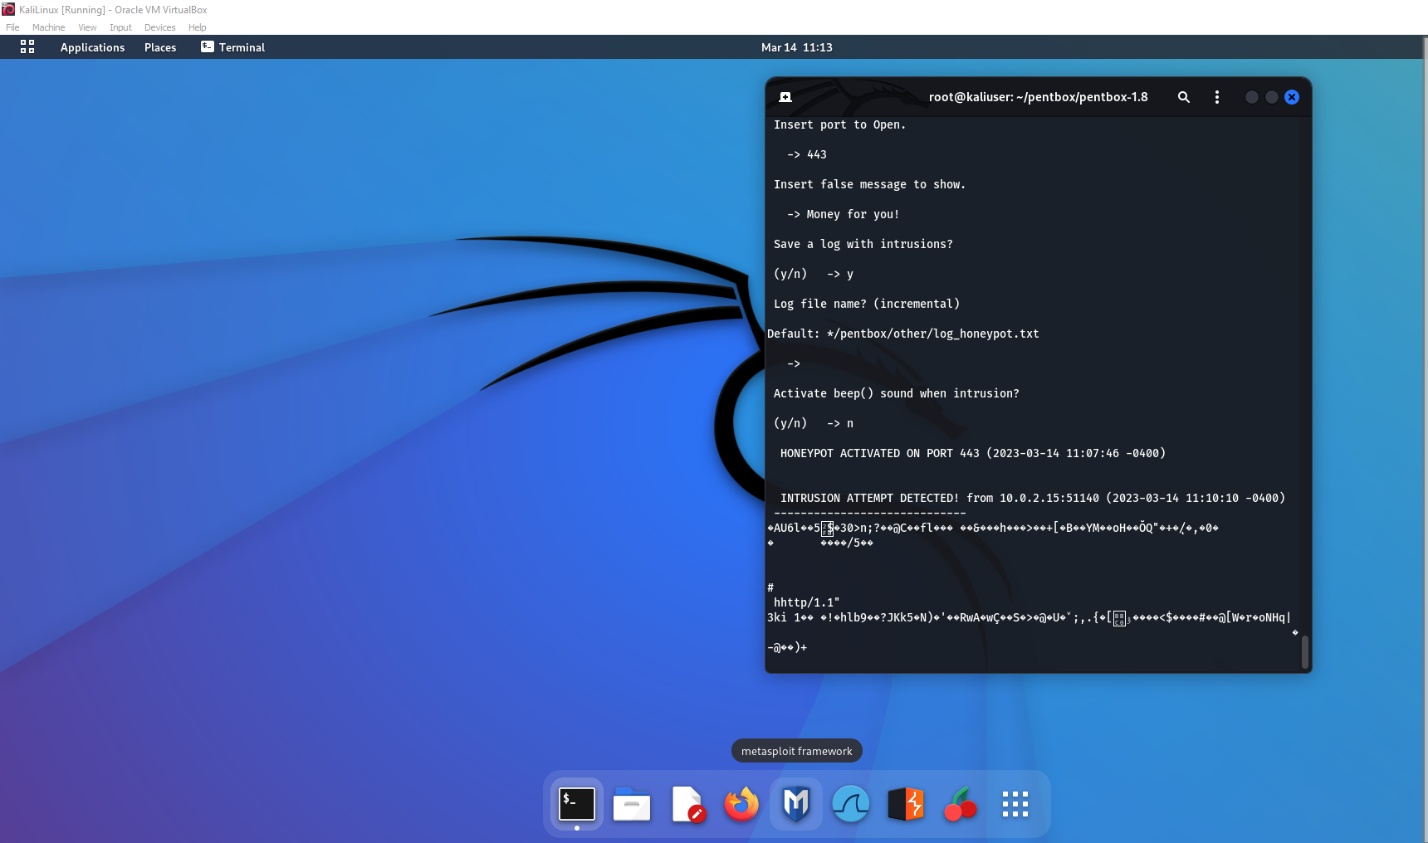 KaliLinux [Running] - Oracle VM VirtualBox
File Machine View Input Devices Help
Applications Places Terminal Mar 14 11:13
root@kaliuser: ~/pentbox/pentbox-1.8
Insert port to Open.
-> 443
Insert false message to show.
-> Money for you!
Save a log with intrusions?
(y/n) -> y
Log file name? (incremental)
Default: */pentbox/other/log_honeypot.txt
->
Activate beep() sound when intrusion?
(y/n) -> n
HONEYPOT ACTIVATED ON PORT 443 (2023-03-14 11:07:46 -0400)
INTRUSION ATTEMPT DETECTED! from 10.0.2.15:51140 (2023-03-14 11:10:10 -0400)
-----------------------------
�AU6l��5�30>n;?��@C��fl��� ��&���h���>��+[�B��YM��oH��ŎQ"�+�/�,�0�
� ����/5��
#
hhttp/1.1"
3ki 1�� �!�hlb9��?JKk5�N)�'��RwA�wÇ��S�>�@�U�ˇ;,.{�[����<$����#��@[W�r�oNHq|
�
-@��)+
metasploit framework